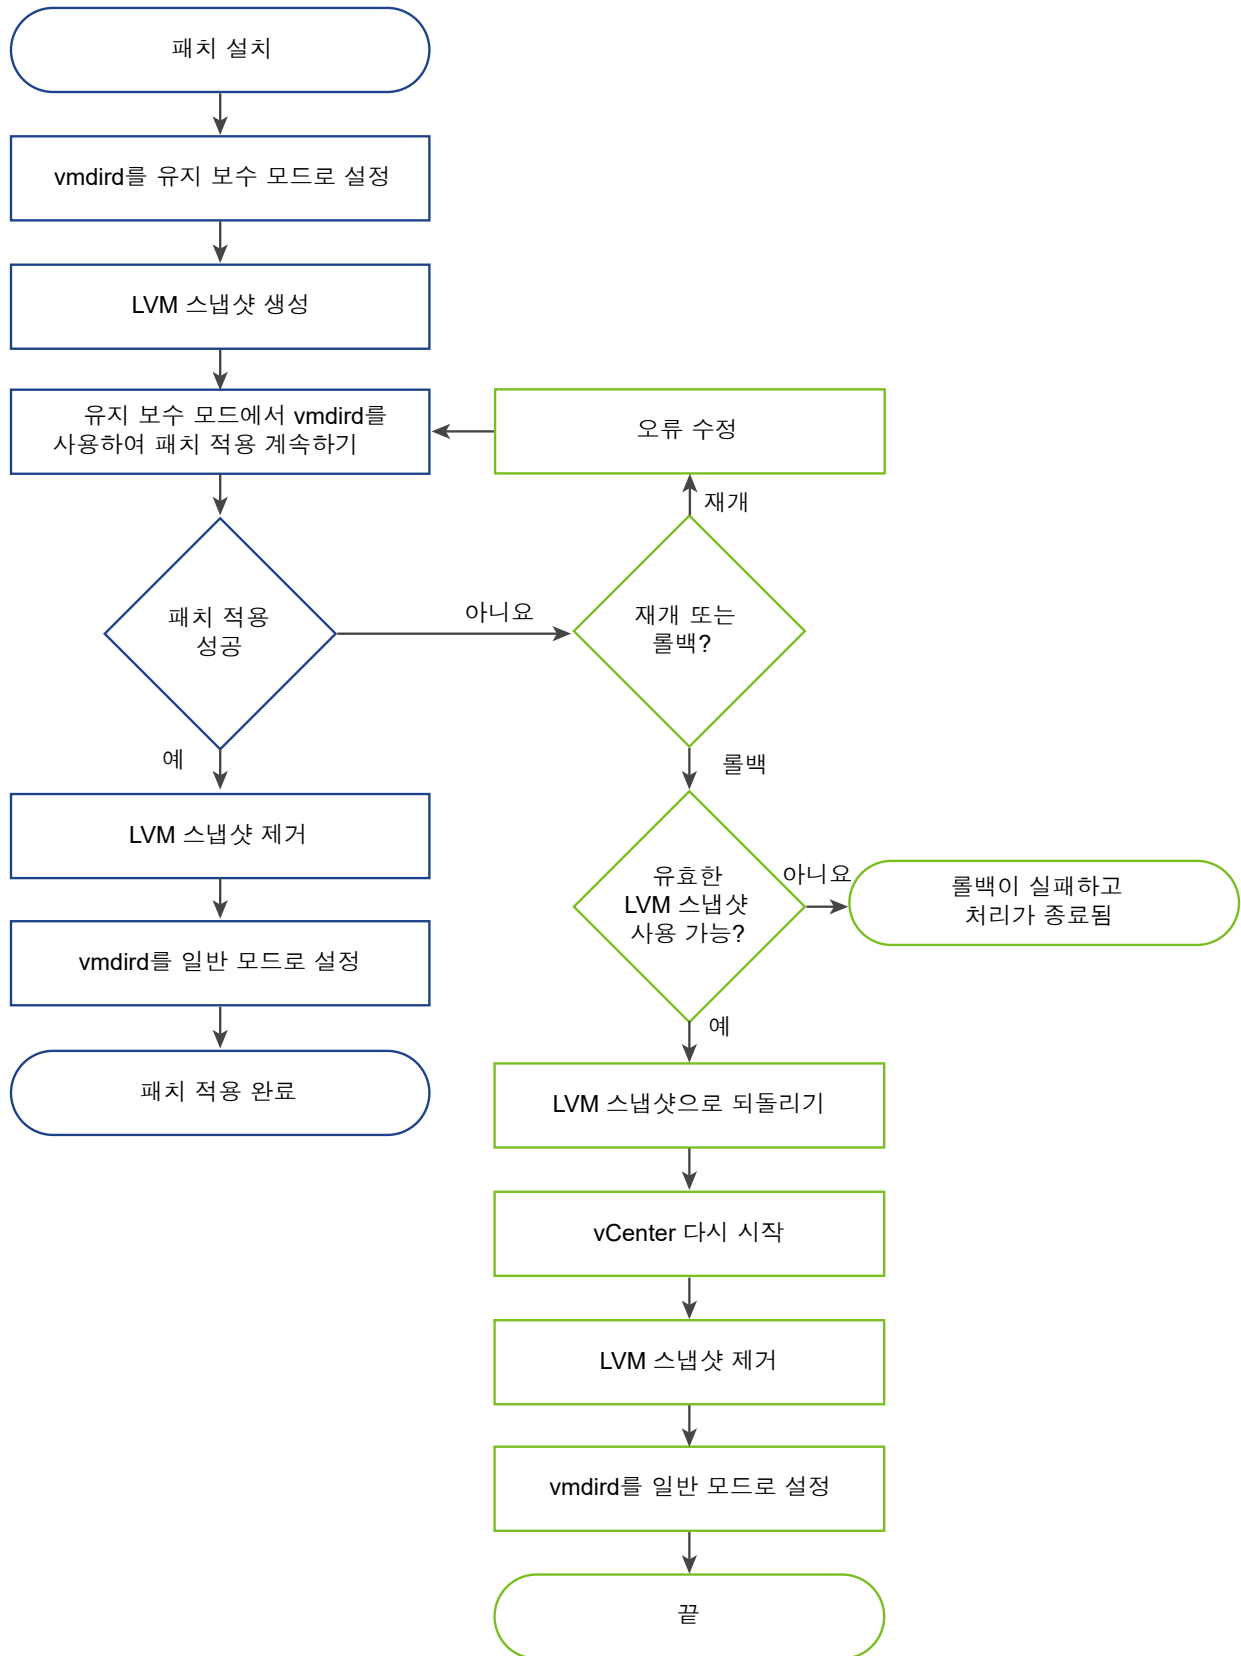 패치 설치
vmdird를 유지 보수 모드로 설정
LVM 스냅샷 생성
유지 보수 모드에서 vmdird를
사용하여 패치 적용 계속하기
오류 수정
재개
패치 적용
성공
아니요
재개 또는
롤백?
예
롤백
LVM 스냅샷 제거
유효한
LVM 스냅샷
사용 가능?
아니요
롤백이 실패하고
처리가 종료됨
vmdird를 일반 모드로 설정
예
패치 적용 완료
LVM 스냅샷으로 되돌리기
vCenter 다시 시작
LVM 스냅샷 제거
vmdird를 일반 모드로 설정
끝